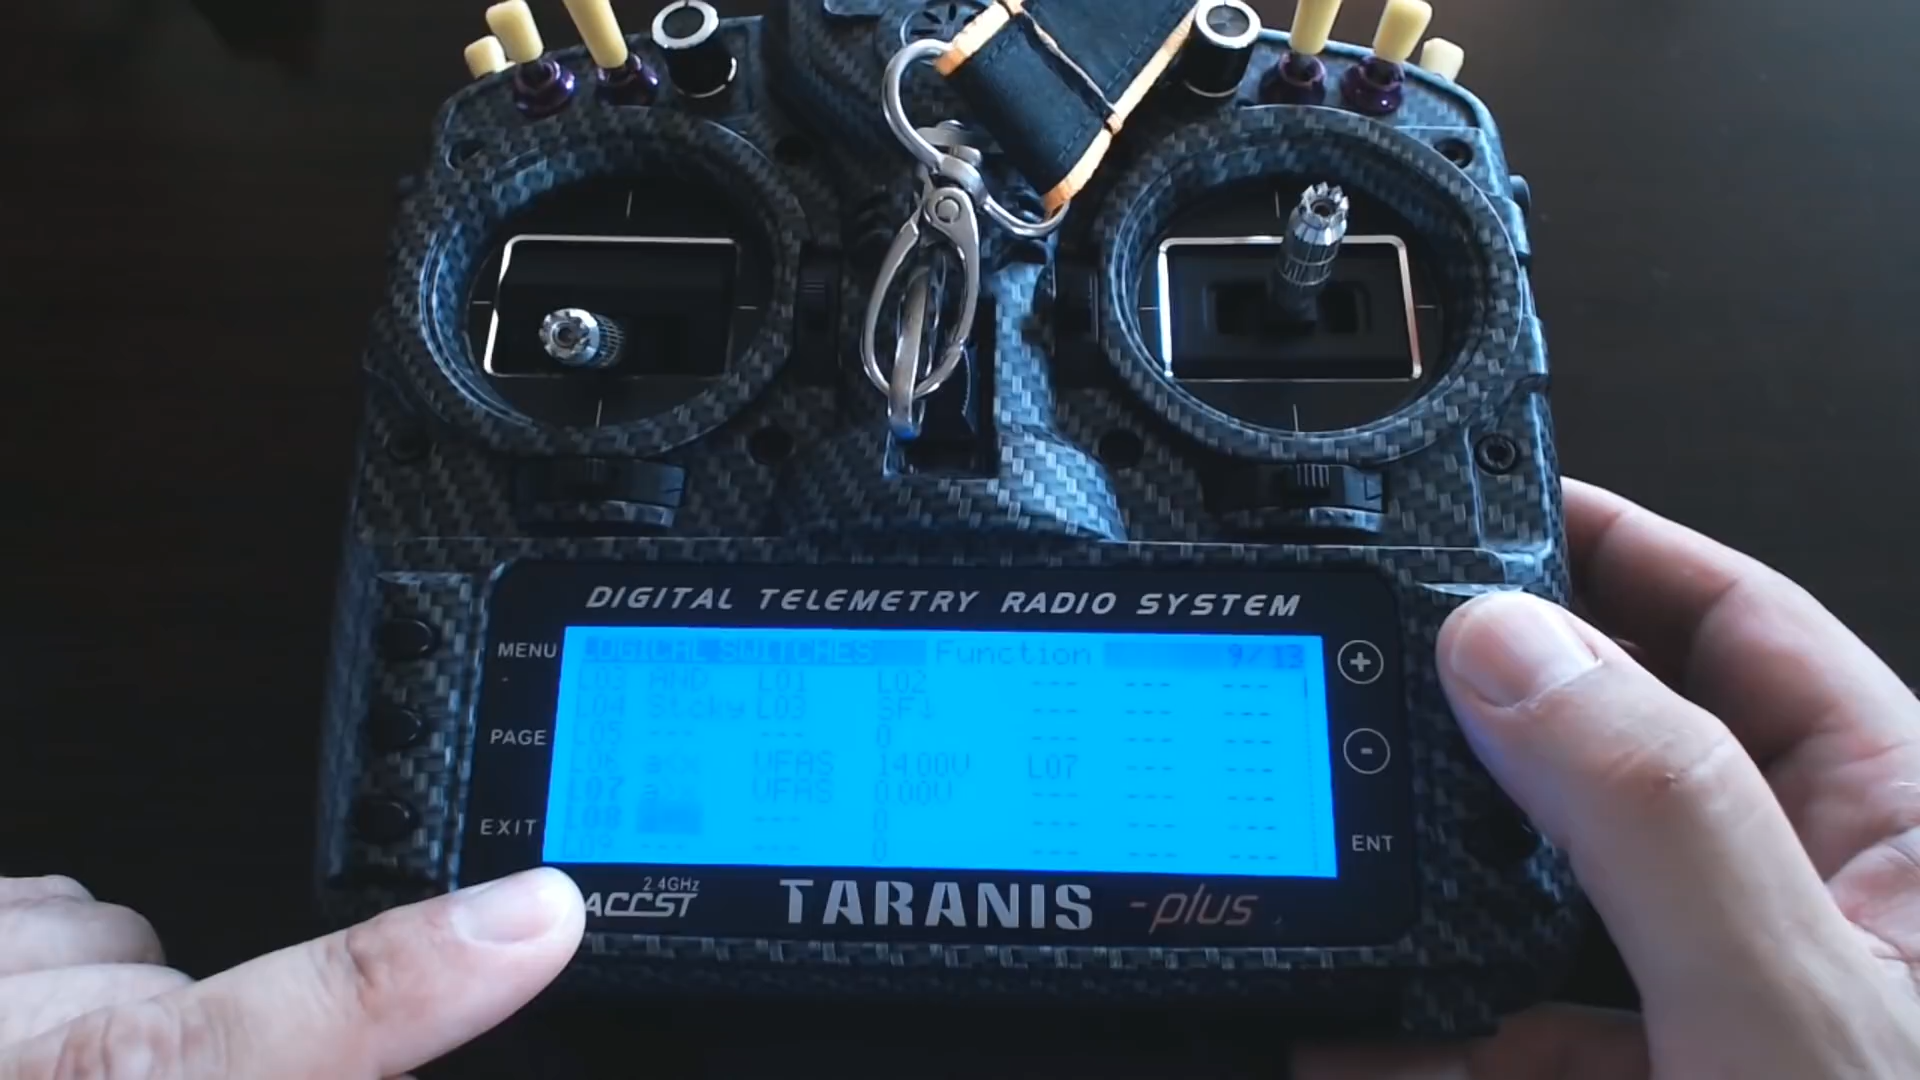 DIGITAL TELEMETRY RADIO SYSTEM
MENU
PAGE
EXIT
LOGICAL SWITCHES Function 9/13
L03 AND L01 L02 --- --- ---
L04 Stcky L03 SF↓ --- --- ---
L05 --- --- 0
L06 a<x VFAS 14.00V L07 --- ---
L07 VFAS 0.00V --- --- ---
L08 --- --- 0 --- --- ---
L09 --- --- 0 --- --- ---
+
-
ENT
2.4GHz
ACCST TARANIS -plus